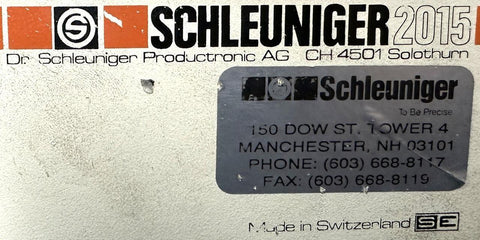 S SCHLEUNIGER 2015
Dr. Schleuniger Productronic AG CH 4501 Solothurn
Schleuniger
To Be Precise
150 DOW ST. TOWER 4
MANCHESTER, NH 03101
PHONE: (603) 668-8117
FAX: (603) 668-8119
Made in Switzerland SE